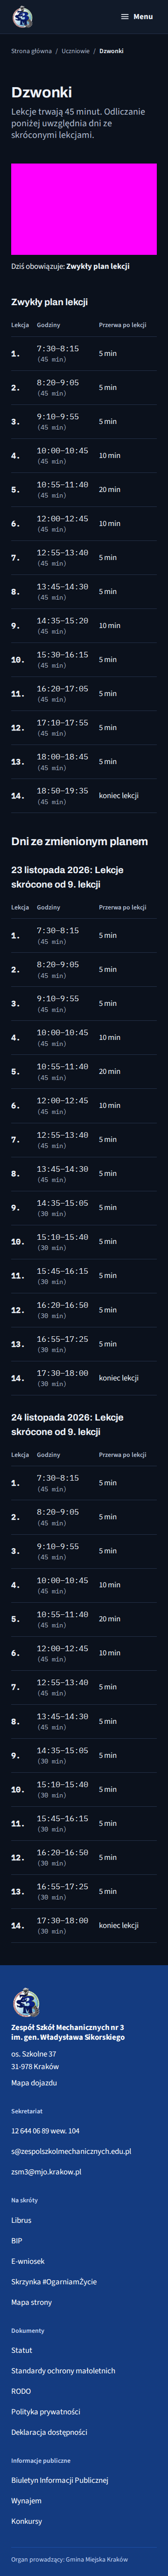 Menu
Strona główna / Uczniowie / Dzwonki
Dzwonki
Lekcje trwają 45 minut. Odliczanie
poniżej uwzględnia dni ze
skróconymi lekcjami.
Dziś obowiązuje: Zwykły plan lekcji
Zwykły plan lekcji
Lekcja Godziny Przerwa po lekcji
1. 7:30–8:15 5 min
(45 min)
2. 8:20–9:05 5 min
(45 min)
3. 9:10–9:55 5 min
(45 min)
4. 10:00–10:45 10 min
(45 min)
5. 10:55–11:40 20 min
(45 min)
6. 12:00–12:45 10 min
(45 min)
7. 12:55–13:40 5 min
(45 min)
8. 13:45–14:30 5 min
(45 min)
9. 14:35–15:20 10 min
(45 min)
10. 15:30–16:15 5 min
(45 min)
11. 16:20–17:05 5 min
(45 min)
12. 17:10–17:55 5 min
(45 min)
13. 18:00–18:45 5 min
(45 min)
14. 18:50–19:35 koniec lekcji
(45 min)
Dni ze zmienionym planem
23 listopada 2026: Lekcje
skrócone od 9. lekcji
Lekcja Godziny Przerwa po lekcji
1. 7:30–8:15 5 min
(45 min)
2. 8:20–9:05 5 min
(45 min)
3. 9:10–9:55 5 min
(45 min)
4. 10:00–10:45 10 min
(45 min)
5. 10:55–11:40 20 min
(45 min)
6. 12:00–12:45 10 min
(45 min)
7. 12:55–13:40 5 min
(45 min)
8. 13:45–14:30 5 min
(45 min)
9. 14:35–15:05 5 min
(30 min)
10. 15:10–15:40 5 min
(30 min)
11. 15:45–16:15 5 min
(30 min)
12. 16:20–16:50 5 min
(30 min)
13. 16:55–17:25 5 min
(30 min)
14. 17:30–18:00 koniec lekcji
(30 min)
24 listopada 2026: Lekcje
skrócone od 9. lekcji
Lekcja Godziny Przerwa po lekcji
1. 7:30–8:15 5 min
(45 min)
2. 8:20–9:05 5 min
(45 min)
3. 9:10–9:55 5 min
(45 min)
4. 10:00–10:45 10 min
(45 min)
5. 10:55–11:40 20 min
(45 min)
6. 12:00–12:45 10 min
(45 min)
7. 12:55–13:40 5 min
(45 min)
8. 13:45–14:30 5 min
(45 min)
9. 14:35–15:05 5 min
(30 min)
10. 15:10–15:40 5 min
(30 min)
11. 15:45–16:15 5 min
(30 min)
12. 16:20–16:50 5 min
(30 min)
13. 16:55–17:25 5 min
(30 min)
14. 17:30–18:00 koniec lekcji
(30 min)
Zespół Szkół Mechanicznych nr 3
im. gen. Władysława Sikorskiego
os. Szkolne 37
31-978 Kraków
Mapa dojazdu
Sekretariat
12 644 06 89 wew. 104
s@zespolszkolmechanicznych.edu.pl
zsm3@mjo.krakow.pl
Na skróty
Librus
BIP
E-wniosek
Skrzynka #OgarniamŻycie
Mapa strony
Dokumenty
Statut
Standardy ochrony małoletnich
RODO
Polityka prywatności
Deklaracja dostępności
Informacje publiczne
Biuletyn Informacji Publicznej
Wynajem
Konkursy
Organ prowadzący: Gmina Miejska Kraków